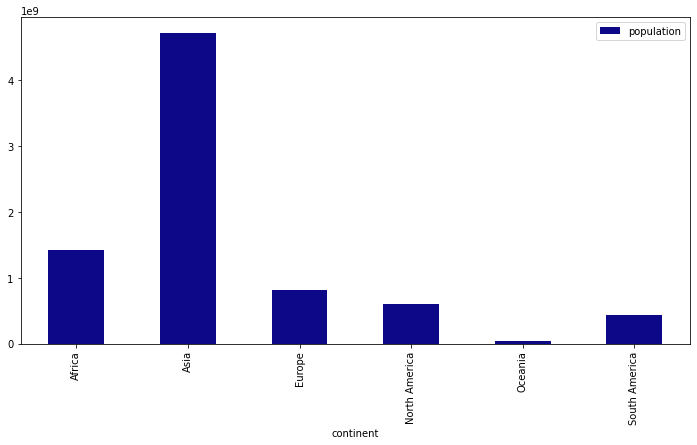 1e9
population
4
3
2
1
0
Africa
Asia
Europe
North America
Oceania
South America
continent